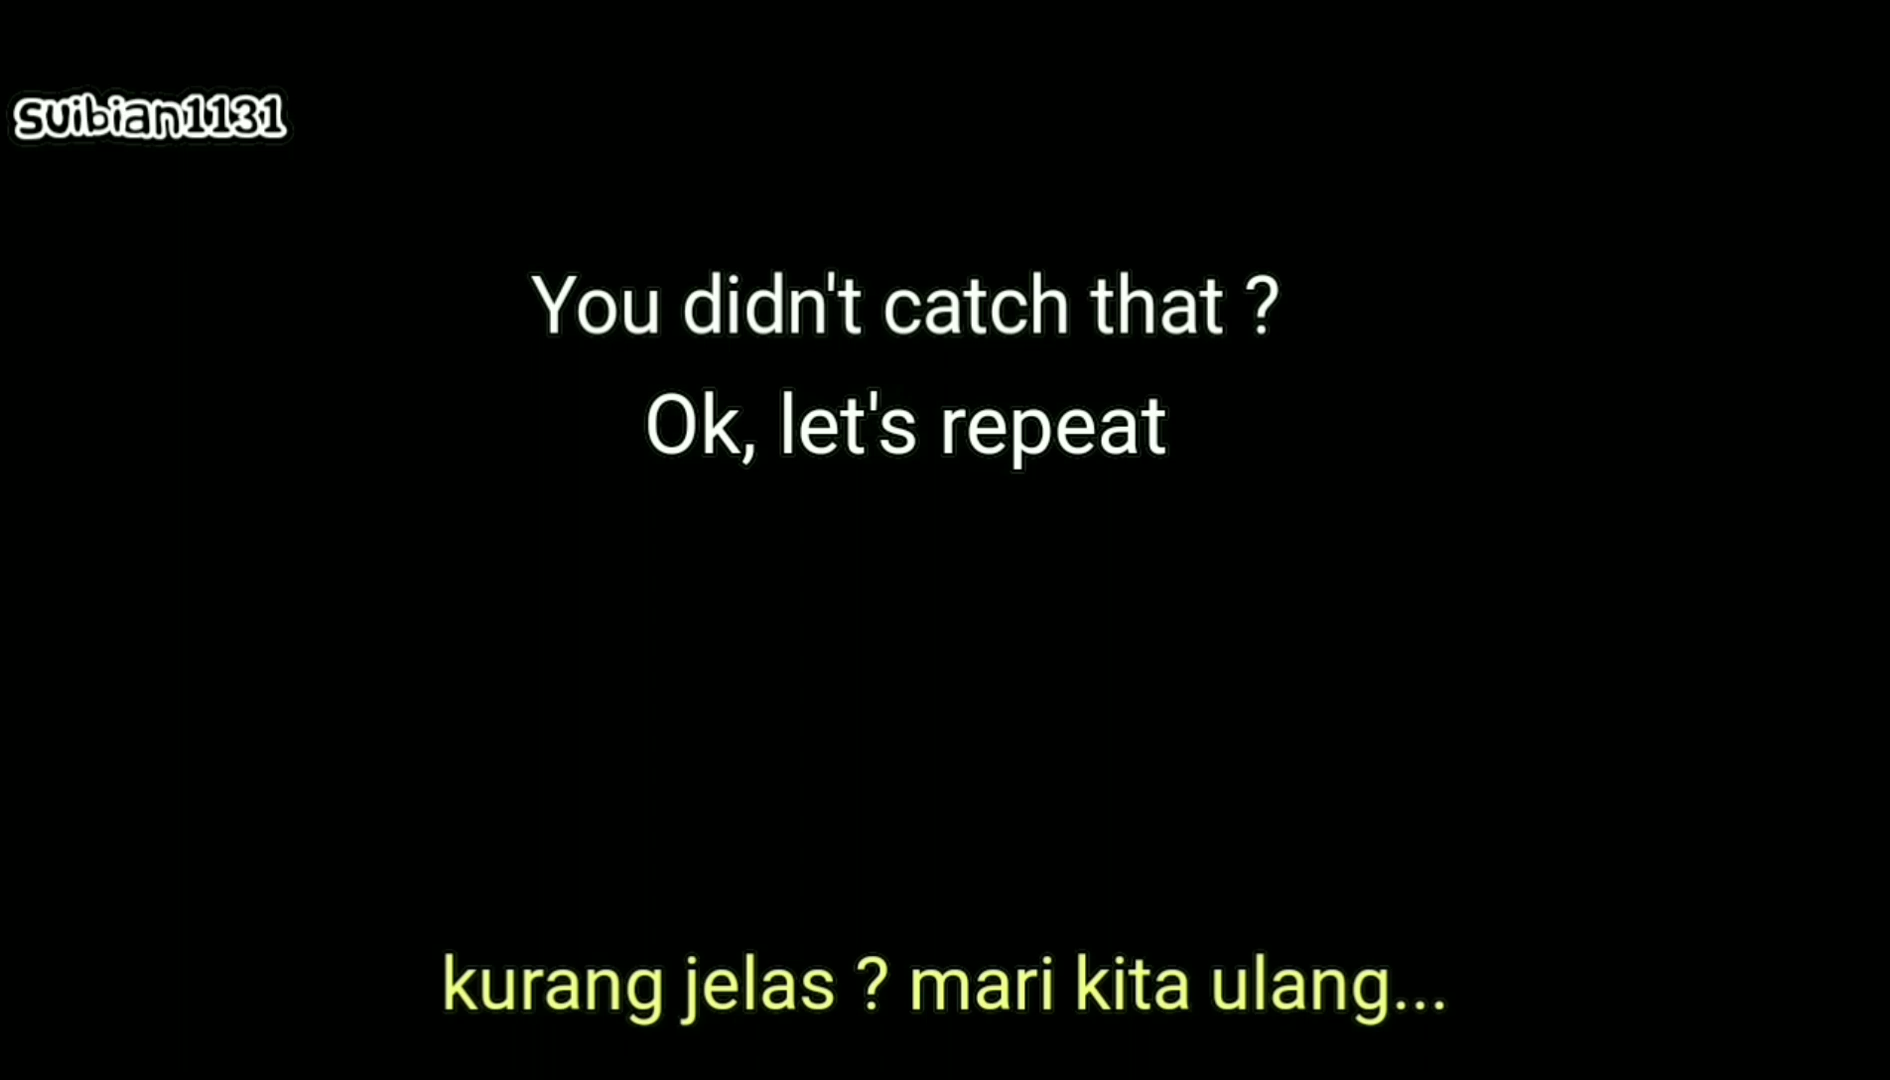 suibian1131
You didn't catch that ?
Ok, let's repeat
kurang jelas ? mari kita ulang...